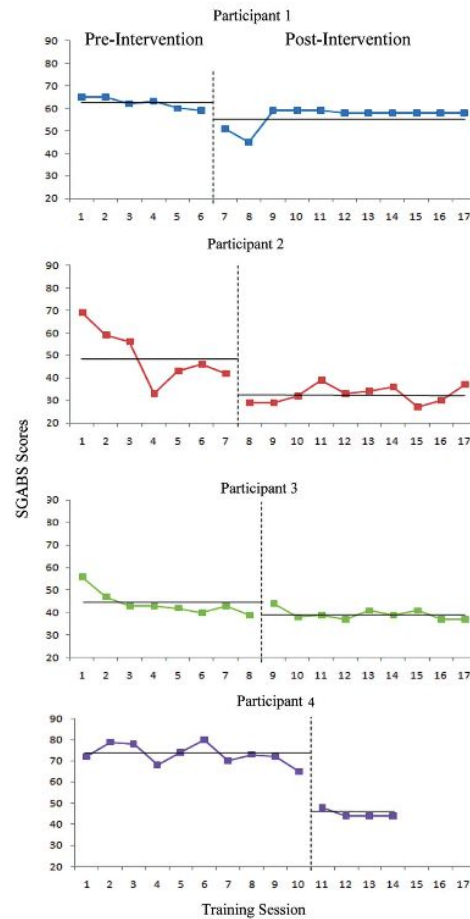 Participant 1
Pre-Intervention Post-Intervention
90
80
70
60
50
40
30
20
1 2 3 4 5 6 7 8 9 10 11 12 13 14 15 16 17
Participant 2
90
80
70
60
50
40
30
20
1 2 3 4 5 6 7 8 9 10 11 12 13 14 15 16 17
SGABS Scores
Participant 3
90
80
70
60
50
40
30
20
1 2 3 4 5 6 7 8 9 10 11 12 13 14 15 16 17
Participant 4
90
80
70
60
50
40
30
20
1 2 3 4 5 6 7 8 9 10 11 12 13 14 15 16 17
Training Session